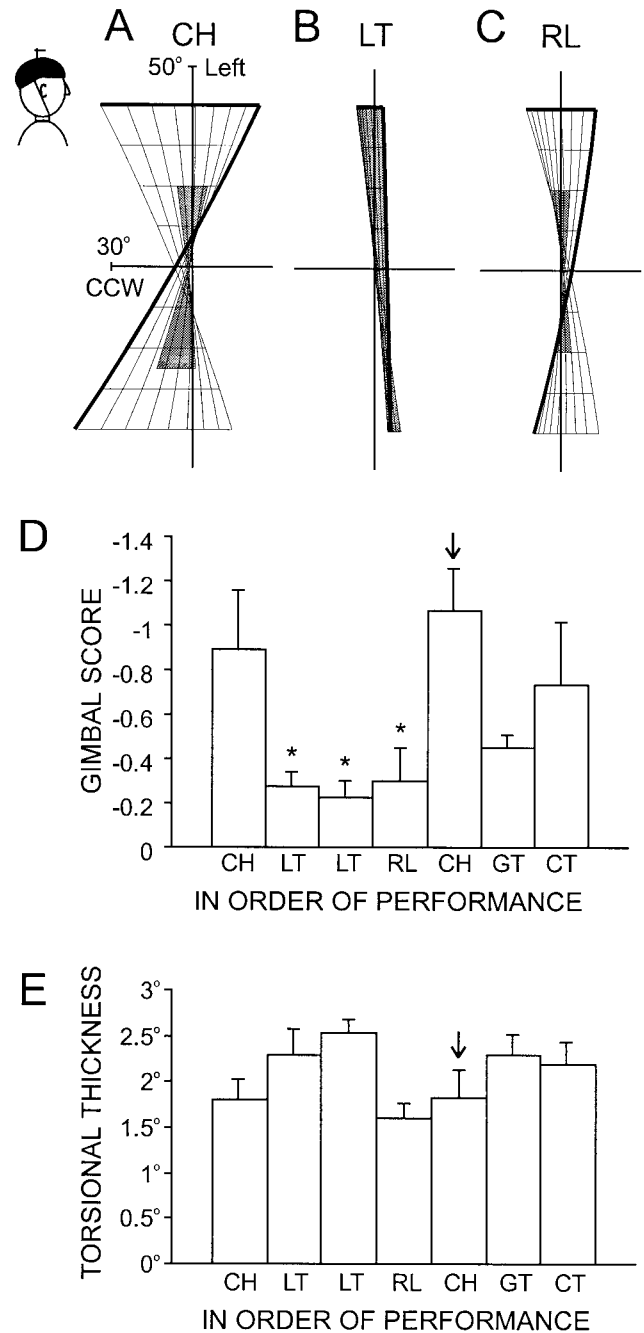 A CH
B LT
C RL
50° Left
30°
CCW
D
GIMBAL SCORE
-1.4
-1.2
-1
-0.8
-0.6
-0.4
-0.2
0
* * *
CH LT LT RL CH GT CT
IN ORDER OF PERFORMANCE
E
TORSIONAL THICKNESS
3°
2.5°
2°
1.5°
1°
0.5°
0°
CH LT LT RL CH GT CT
IN ORDER OF PERFORMANCE